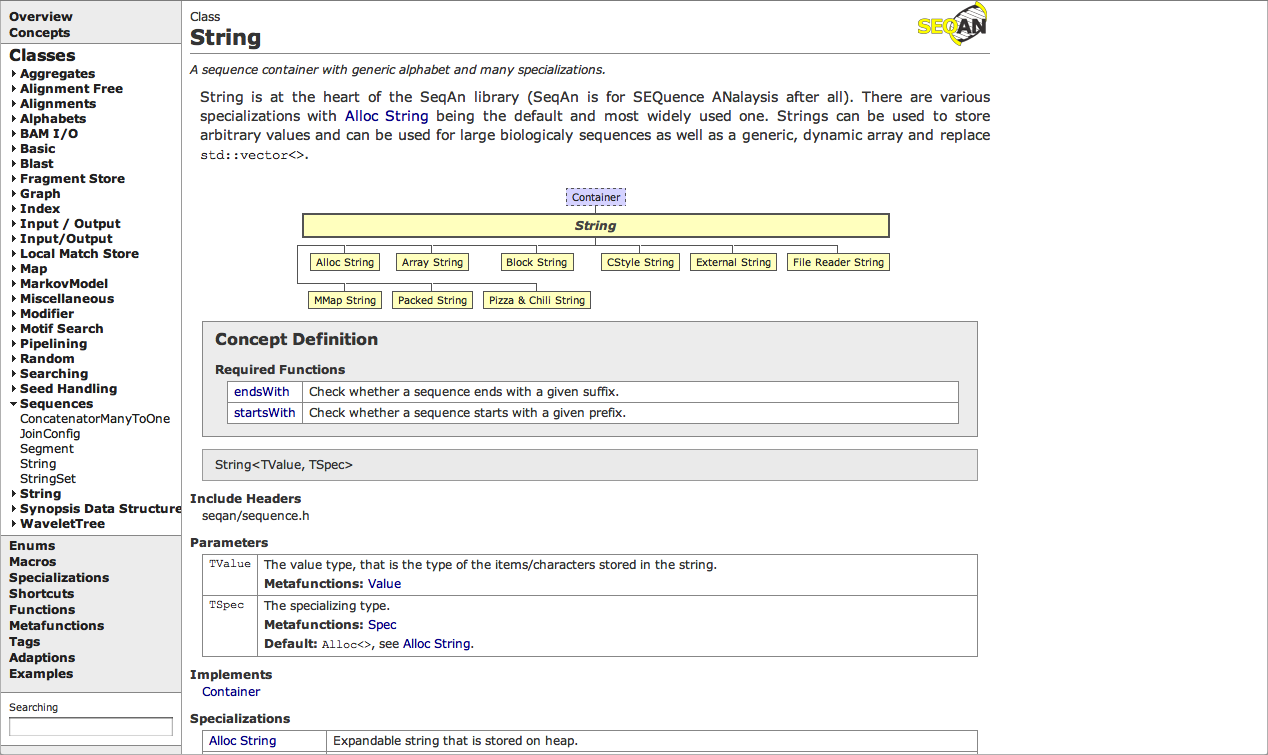 Overview
Concepts
Classes
Aggregates
Alignment Free
Alignments
Alphabets
BAM I/O
Basic
Blast
Fragment Store
Graph
Index
Input / Output
Input/Output
Local Match Store
Map
MarkovModel
Miscellaneous
Modifier
Motif Search
Pipelining
Random
Searching
Seed Handling
Sequences
ConcatenatorManyToOne
JoinConfig
Segment
String
StringSet
String
Synopsis Data Structure
WaveletTree
Enums
Macros
Specializations
Shortcuts
Functions
Metafunctions
Tags
Adaptions
Examples
Searching
Class
String
SEQAN
A sequence container with generic alphabet and many specializations.
String is at the heart of the SeqAn library (SeqAn is for SEQuence ANalaysis after all). There are various
specializations with Alloc String being the default and most widely used one. Strings can be used to store
arbitrary values and can be used for large biologicaly sequences as well as a generic, dynamic array and replace
std::vector<>.
Container
String
Alloc String Array String Block String CStyle String External String File Reader String
MMap String Packed String Pizza & Chili String
Concept Definition
Required Functions
endsWith Check whether a sequence ends with a given suffix.
startsWith Check whether a sequence starts with a given prefix.
String<TValue, TSpec>
Include Headers
seqan/sequence.h
Parameters
TValue The value type, that is the type of the items/characters stored in the string.
Metafunctions: Value
TSpec The specializing type.
Metafunctions: Spec
Default: Alloc<>, see Alloc String.
Implements
Container
Specializations
Alloc String Expandable string that is stored on heap.